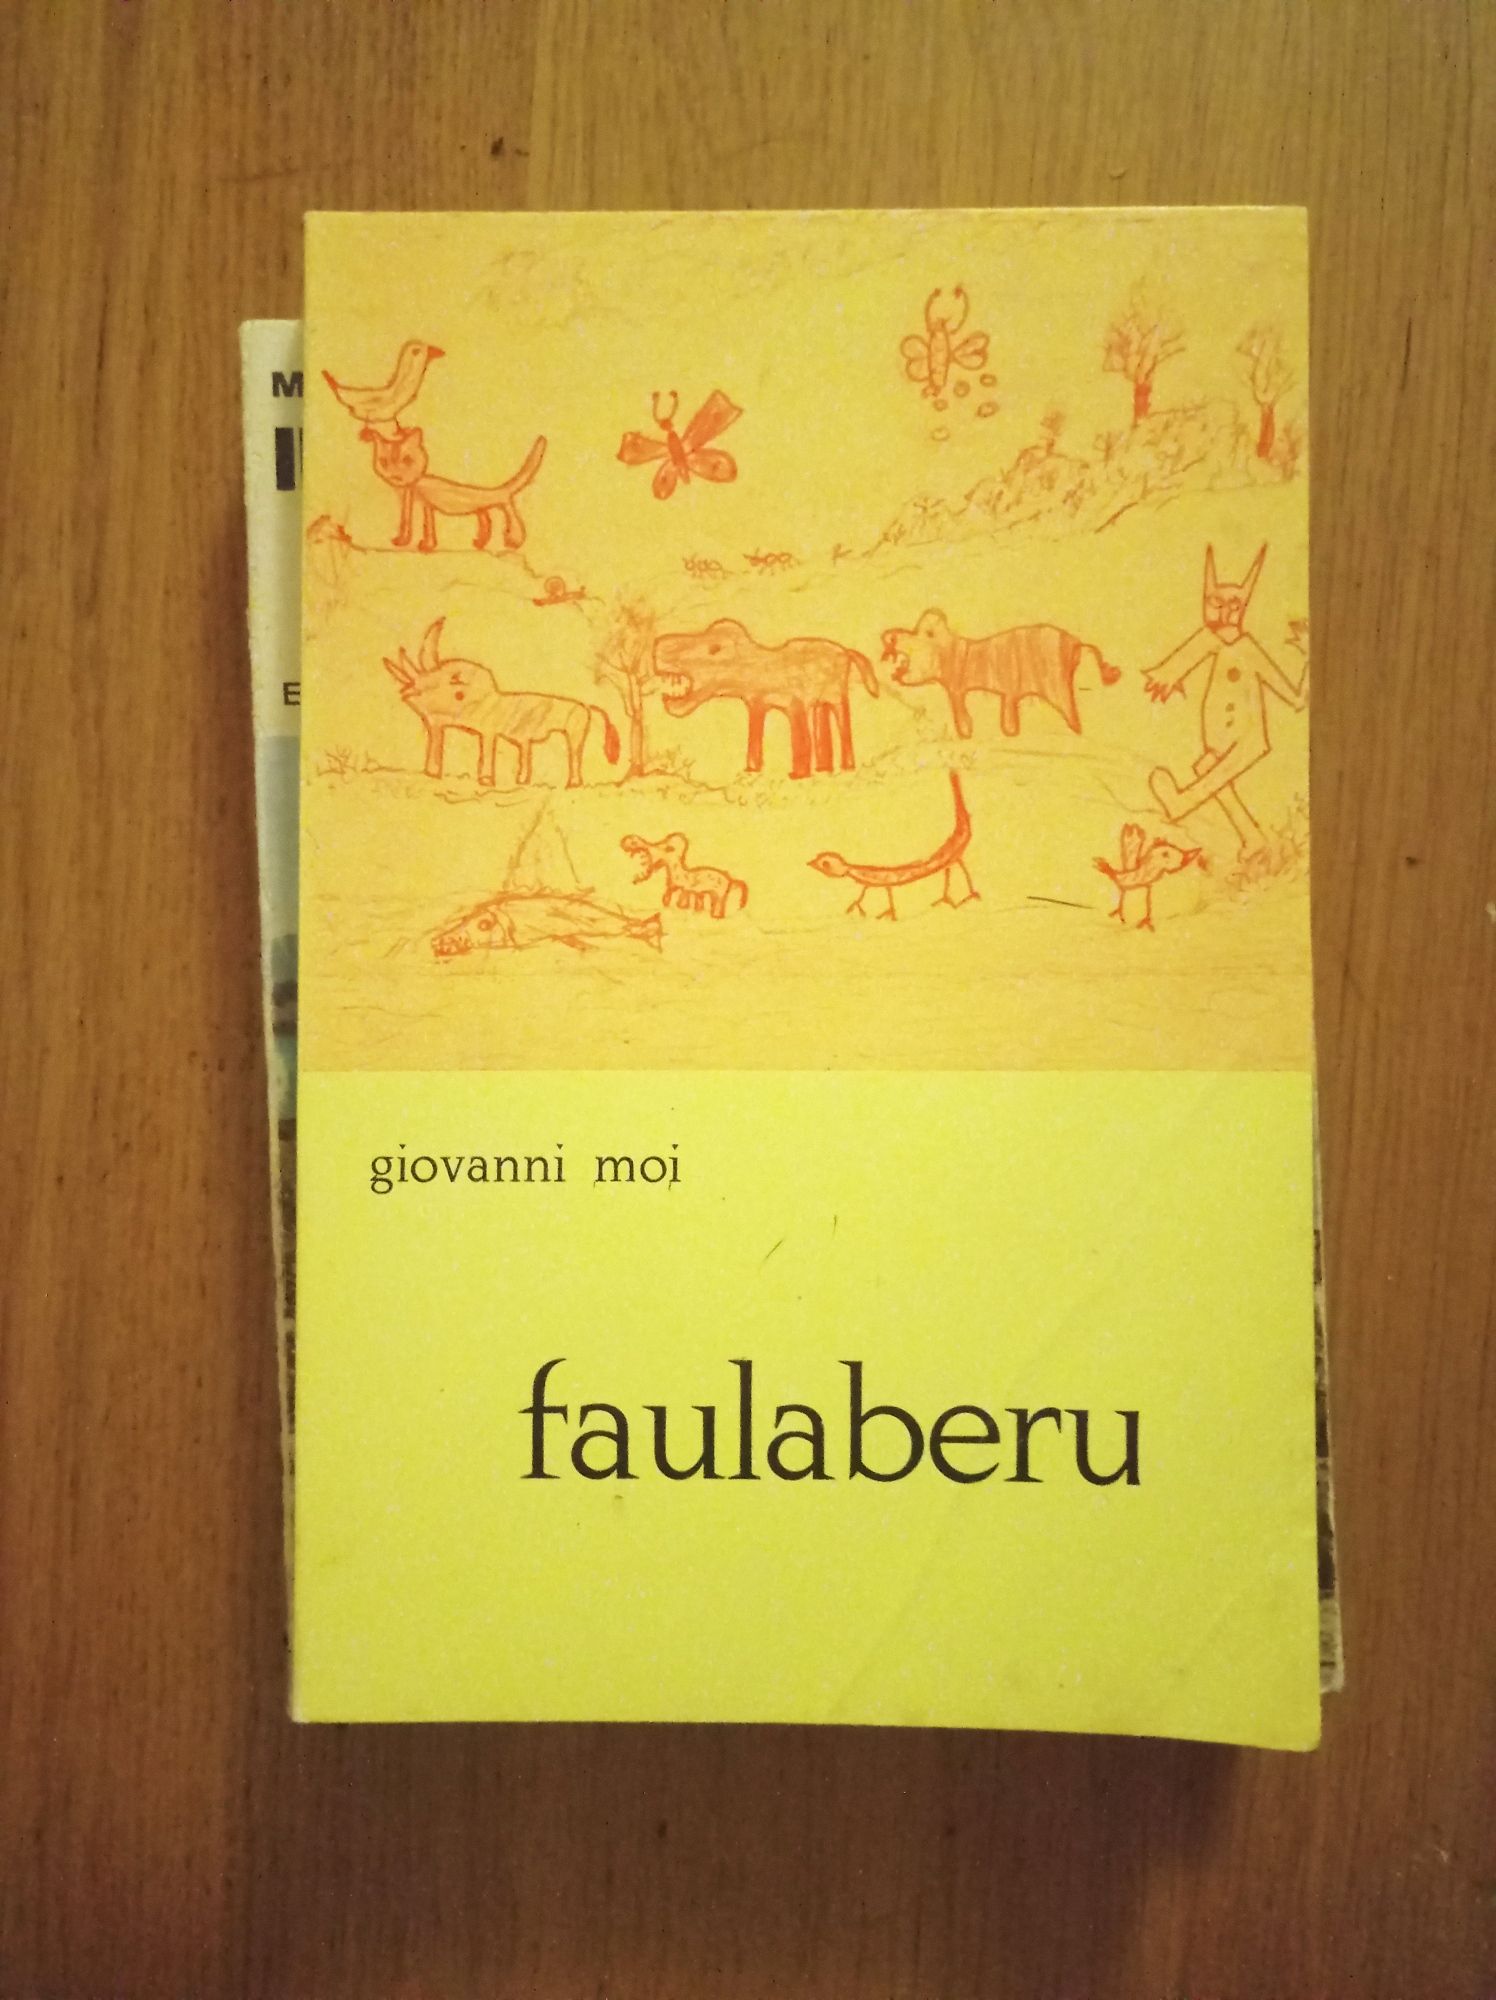 giovanni moi
faulaberu
M
E